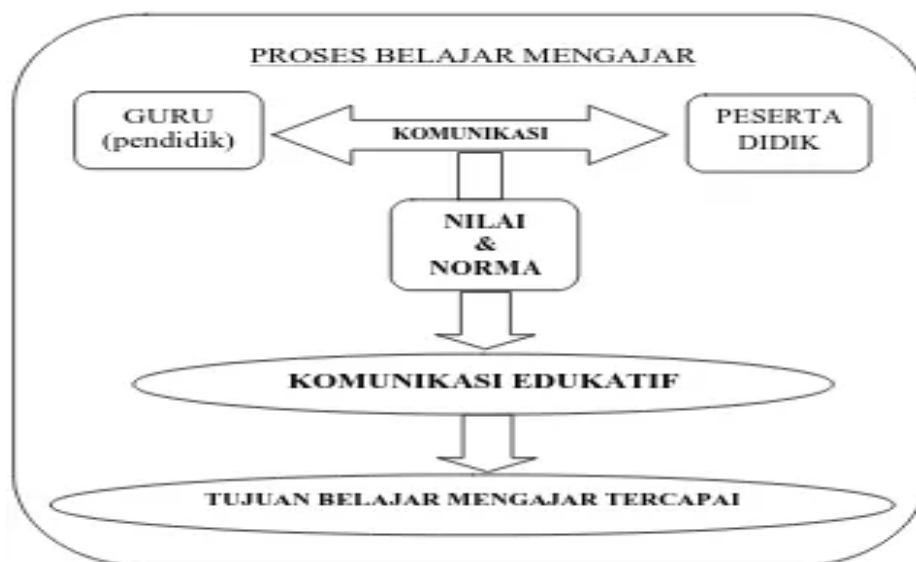 PROSES BELAJAR MENGAJAR
GURU
(pendidik)
KOMUNIKASI
PESERTA
DIDIK
NILAI
&
NORMA
KOMUNIKASI EDUKATIF
TUJUAN BELAJAR MENGAJAR TERCAPAI